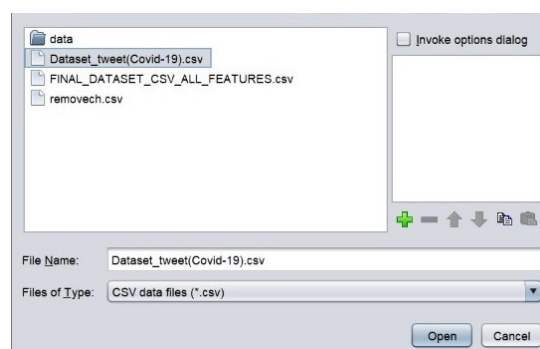 data
Invoke options dialog
Dataset_tweet(Covid-19).csv
FINAL_DATASET_CSV_ALL_FEATURES.csv
removech.csv
File Name: Dataset_tweet(Covid-19).csv
Files of Type: CSV data files (*.csv)
Open Cancel